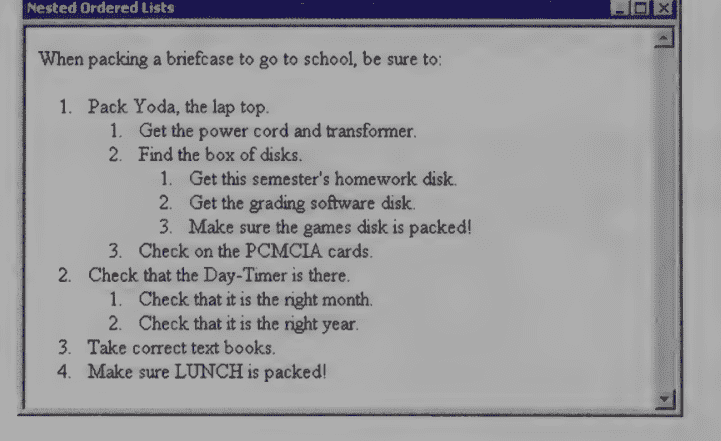 Nested Ordered Lists
When packing a briefcase to go to school, be sure to:
1. Pack Yoda, the lap top.
1. Get the power cord and transformer.
2. Find the box of disks.
1. Get this semester's homework disk.
2. Get the grading software disk.
3. Make sure the games disk is packed!
3. Check on the PCMCIA cards.
2. Check that the Day-Timer is there.
1. Check that it is the right month.
2. Check that it is the right year.
3. Take correct text books.
4. Make sure LUNCH is packed!